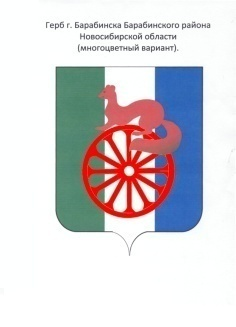 Герб г. Барабинска Барабинского района
Новосибирской области
(многоцветный вариант).